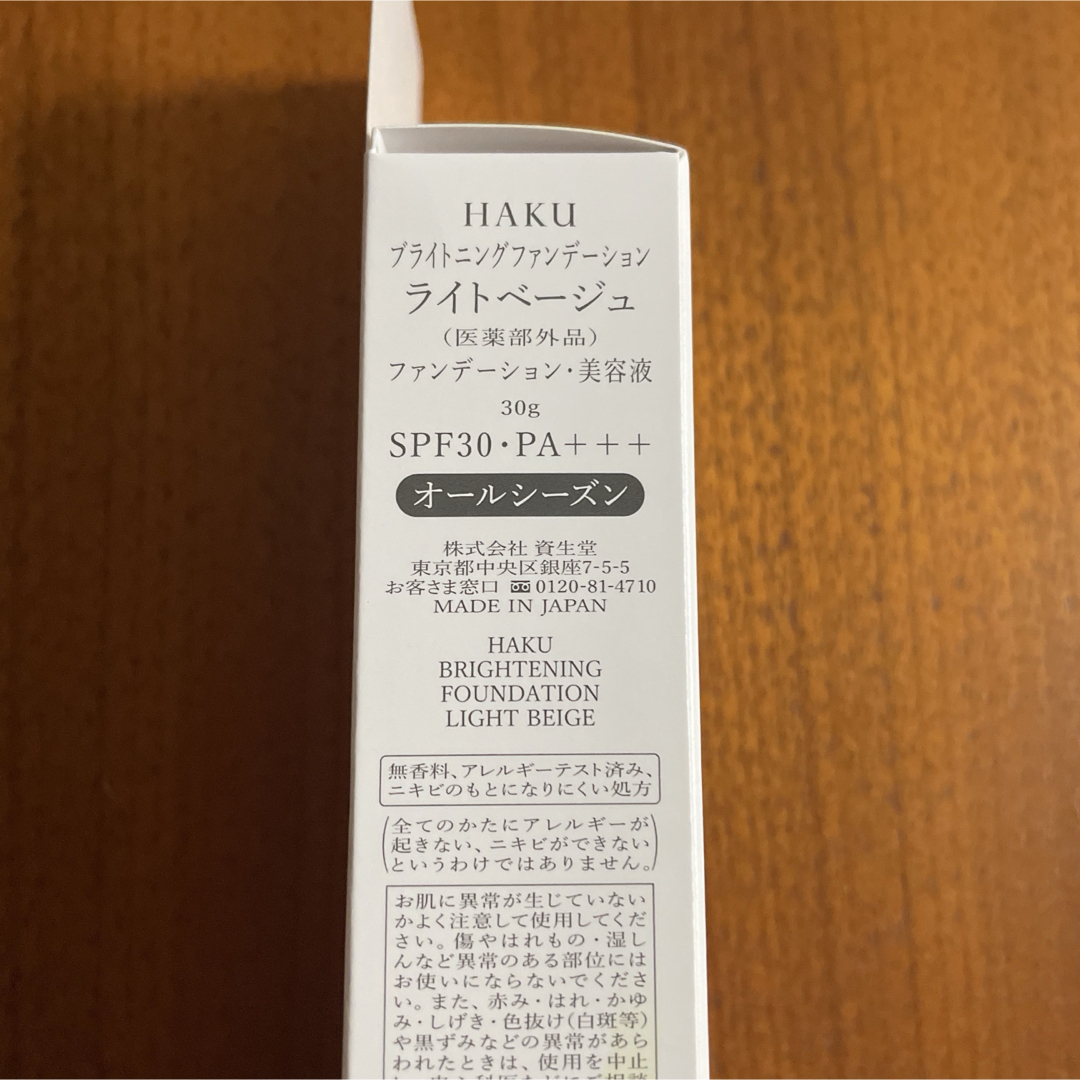 HAKU
ブライトニングファンデーション
ライトベージュ
（医薬部外品）
ファンデーション・美容液
30g
SPF30・PA+++
オールシーズン
株式会社 資生堂
東京都中央区銀座7-5-5
お客さま窓口 0120-81-4710
MADE IN JAPAN
HAKU
BRIGHTENING
FOUNDATION
LIGHT BEIGE
無香料、アレルギーテスト済み、
ニキビのもとになりにくい処方
（全てのかたにアレルギーが
起きない、ニキビができない
というわけではありません。）
お肌に異常が生じていない
かよく注意して使用してくだ
さい。傷やはれもの・湿し
んなど異常のある部位には
お使いにならないでくださ
い。また、赤み・はれ・かゆ
み・しげき・色抜け(白斑等)
や黒ずみなどの異常があら
われたときは、使用を中止